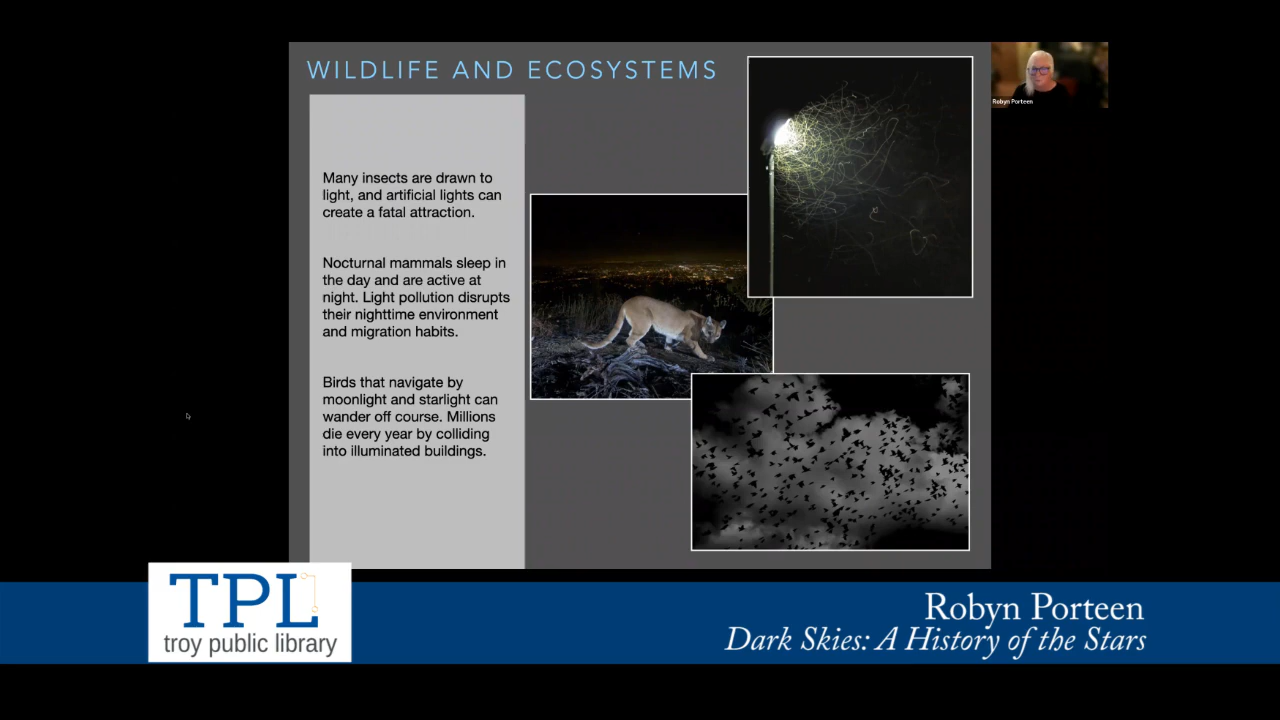 WILDLIFE AND ECOSYSTEMS
Many insects are drawn to
light, and artificial lights can
create a fatal attraction.
Nocturnal mammals sleep in
the day and are active at
night. Light pollution disrupts
their nighttime environment
and migration habits.
Birds that navigate by
moonlight and starlight can
wander off course. Millions
die every year by colliding
into illuminated buildings.
Robyn Porteen
TPL
troy public library
Robyn Porteen
Dark Skies: A History of the Stars